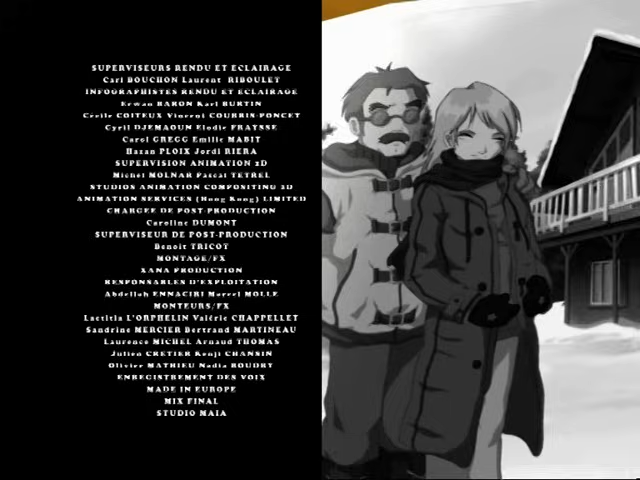 SUPERVISEURS RENDU ET ECLAIRAGE
Carl BOUCHON Laurent RIBOULET
INFOGRAPHISTES RENDU ET ECLAIRAGE
Erwan BARON Karl BURTIN
Cécile COITEUX Vincent COURBIN-PONCET
Cyril DJEMAOUN Elodie FRAYSSE
Carol GREGG Emilie MABIT
Hazan PLOIX Jordi RIERA
SUPERVISION ANIMATION 2D
Michel MOLNAR Pascal TETREL
STUDIOS ANIMATION COMPOSITING 2D
ANIMATION SERVICES (Hong Kong) LIMITED
CHARGEE DE POST-PRODUCTION
Caroline DUMONT
SUPERVISEUR DE POST-PRODUCTION
Benoit TRICOT
MONTAGE/FX
XANA PRODUCTION
RESPONSABLES D'EXPLOITATION
Abdellah ENNACIRI Marcel MOLLE
MONTEURS/FX
Laetitia L'ORPHELIN Valérie CHAPPELLET
Sandrine MERCIER Bertrand MARTINEAU
Laurence MICHEL Arnaud THOMAS
Julien CRETIER Kenji CHANSIN
Olivier MATHIEU Nadia BOUDRY
ENREGISTREMENT DES VOIX
MADE IN EUROPE
MIX FINAL
STUDIO MAIA